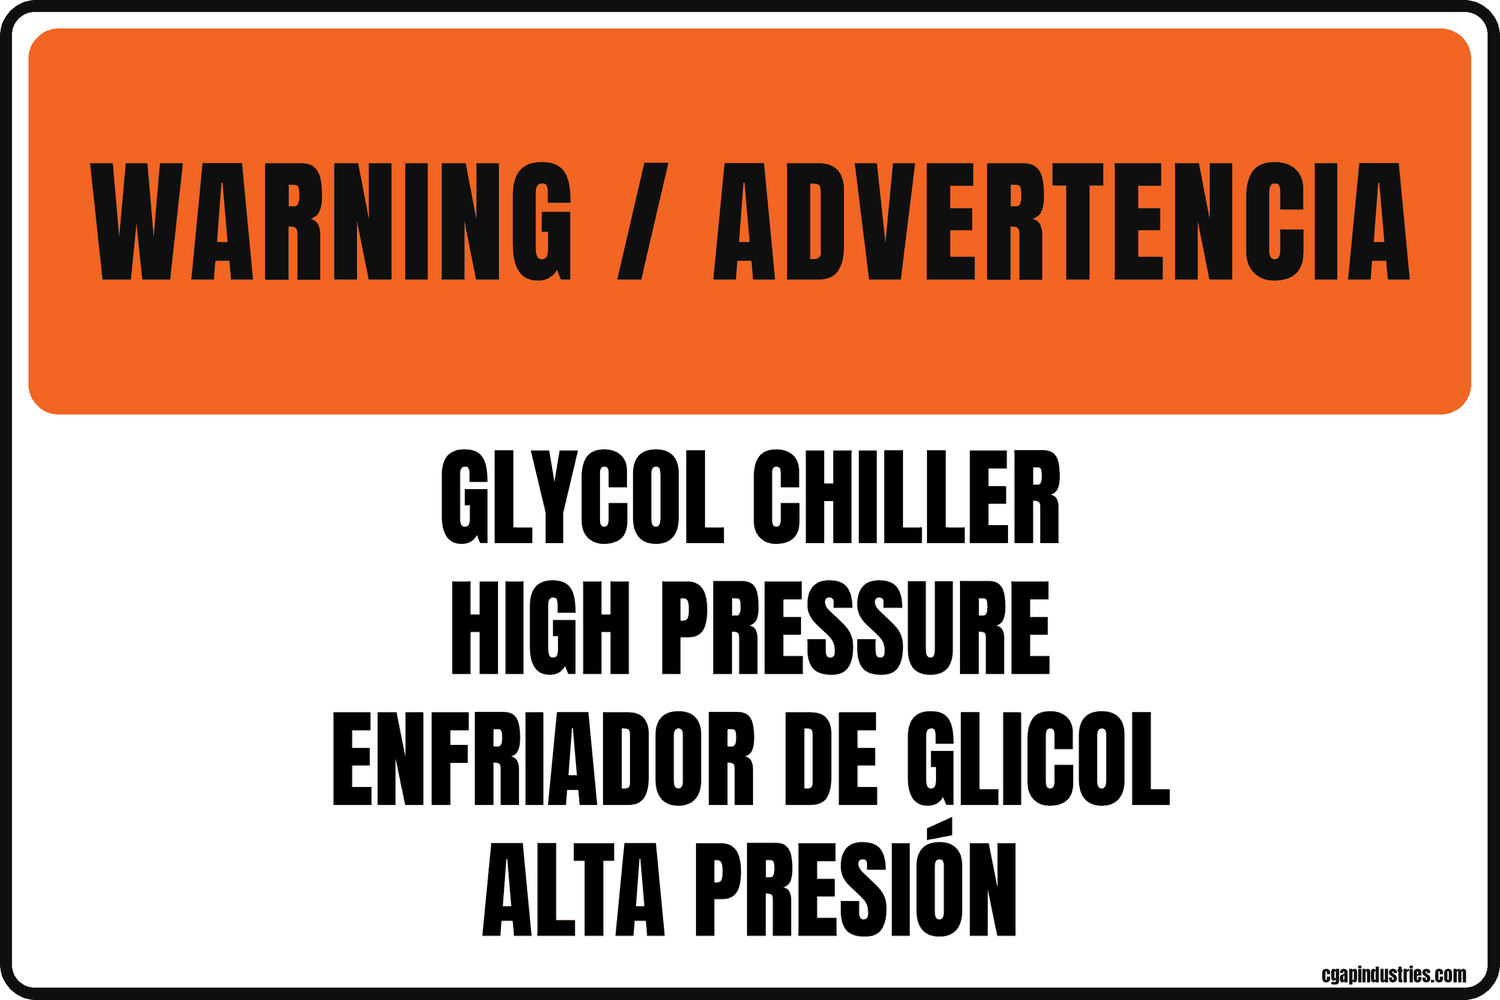 WARNING / ADVERTENCIA
GLYCOL CHILLER
HIGH PRESSURE
ENFRIADOR DE GLICOL
ALTA PRESIÓN
cgapindustries.com